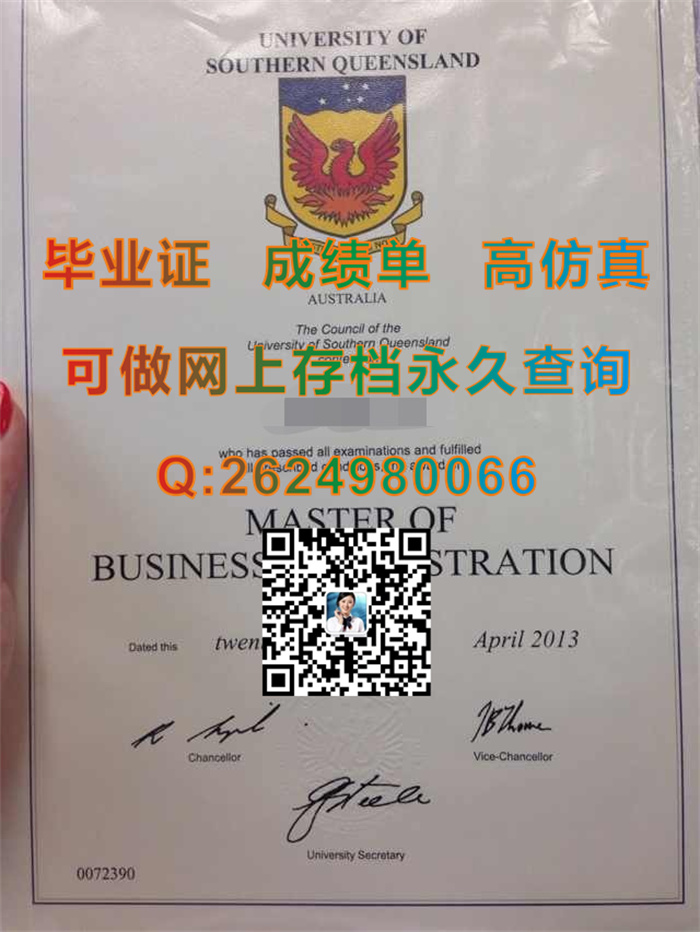 UNIVERSITY OF
SOUTHERN QUEENSLAND
毕业证 成绩单 高仿真
AUSTRALIA
The Council of the
University of Southern Queensland
可做网上存档永久查询
who has passed all examinations and fulfilled
Q:2624980066
MASTER OF
BUSINESS
Dated this April 2013
Chancellor Vice-Chancellor
University Secretary
0072390